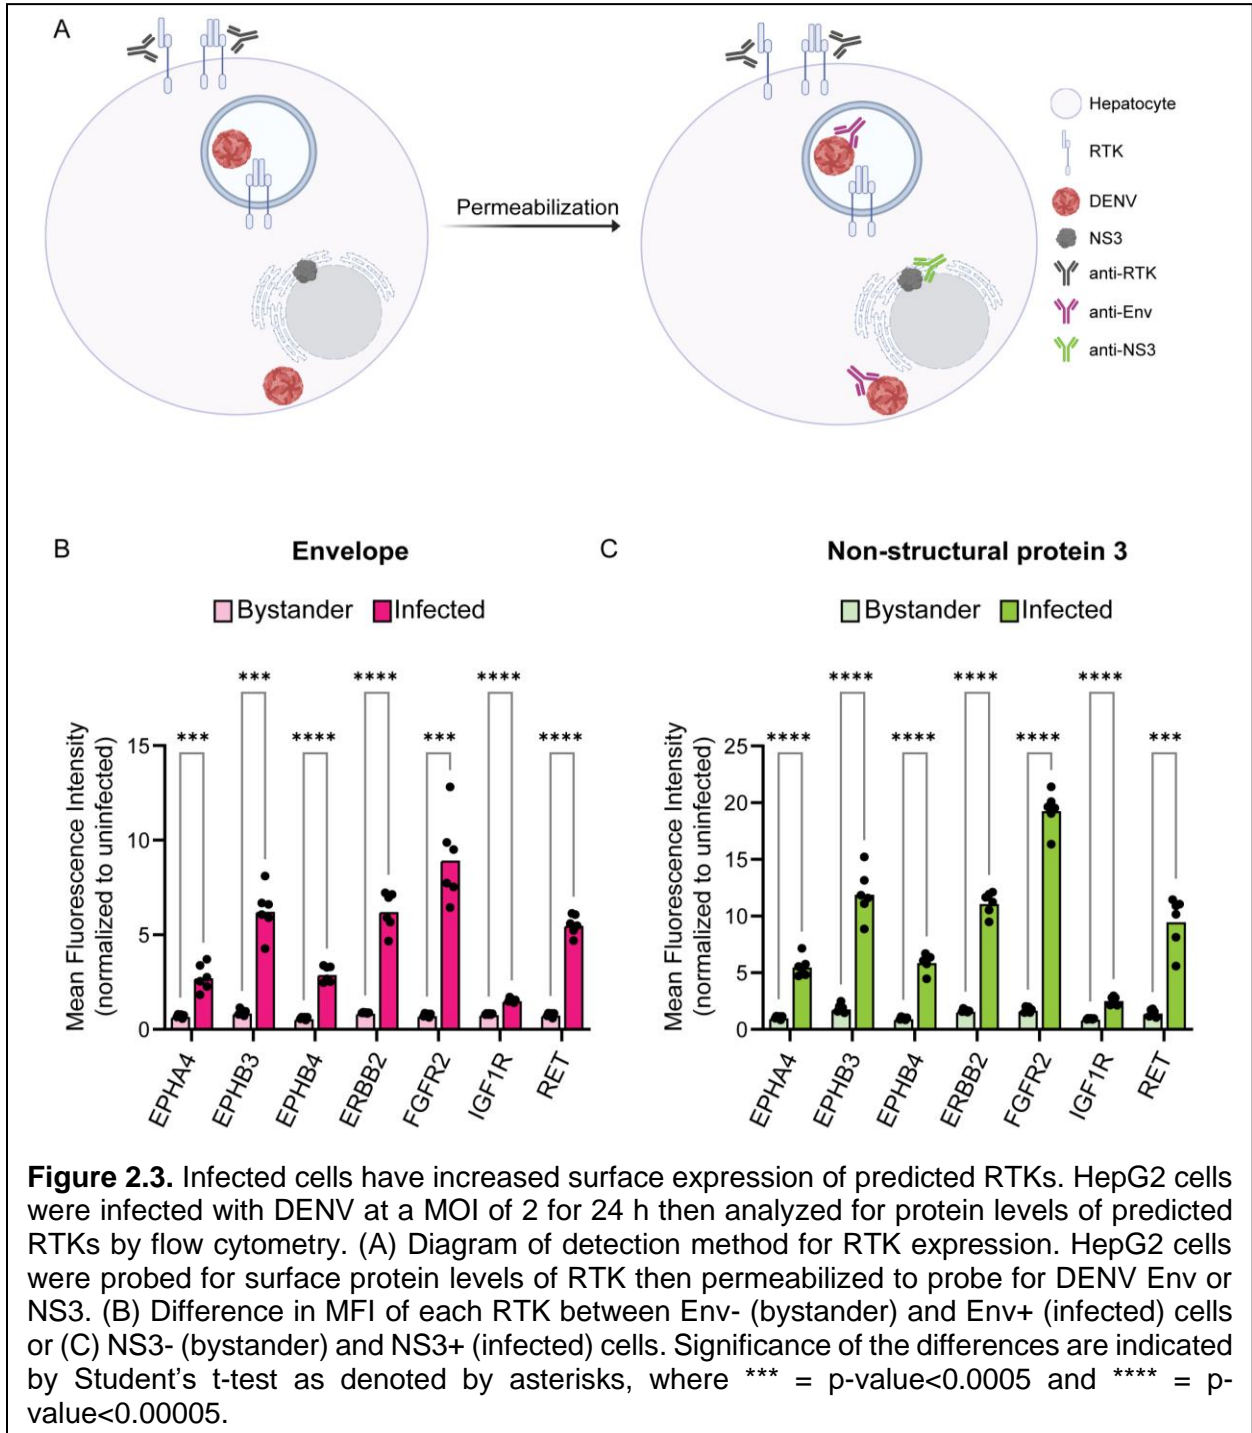 A
Permeabilization
Hepatocyte
RTK
DENV
NS3
anti-RTK
anti-Env
anti-NS3
B
Envelope
Bystander Infected
*** *** **** **** *** **** ****
Mean Fluorescence Intensity
(normalized to uninfected)
15
10
5
0
EPHA4 EPHB3 EPHB4 ERBB2 FGFR2 IGF1R RET
C
Non-structural protein 3
Bystander Infected
**** **** **** **** **** **** ***
Mean Fluorescence Intensity
(normalized to uninfected)
25
20
15
10
5
0
EPHA4 EPHB3 EPHB4 ERBB2 FGFR2 IGF1R RET
Figure 2.3. Infected cells have increased surface expression of predicted RTKs. HepG2 cells
were infected with DENV at a MOI of 2 for 24 h then analyzed for protein levels of predicted
RTKs by flow cytometry. (A) Diagram of detection method for RTK expression. HepG2 cells
were probed for surface protein levels of RTK then permeabilized to probe for DENV Env or
NS3. (B) Difference in MFI of each RTK between Env- (bystander) and Env+ (infected) cells
or (C) NS3- (bystander) and NS3+ (infected) cells. Significance of the differences are indicated
by Student's t-test as denoted by asterisks, where *** = p-value<0.0005 and **** = p-
value<0.00005.